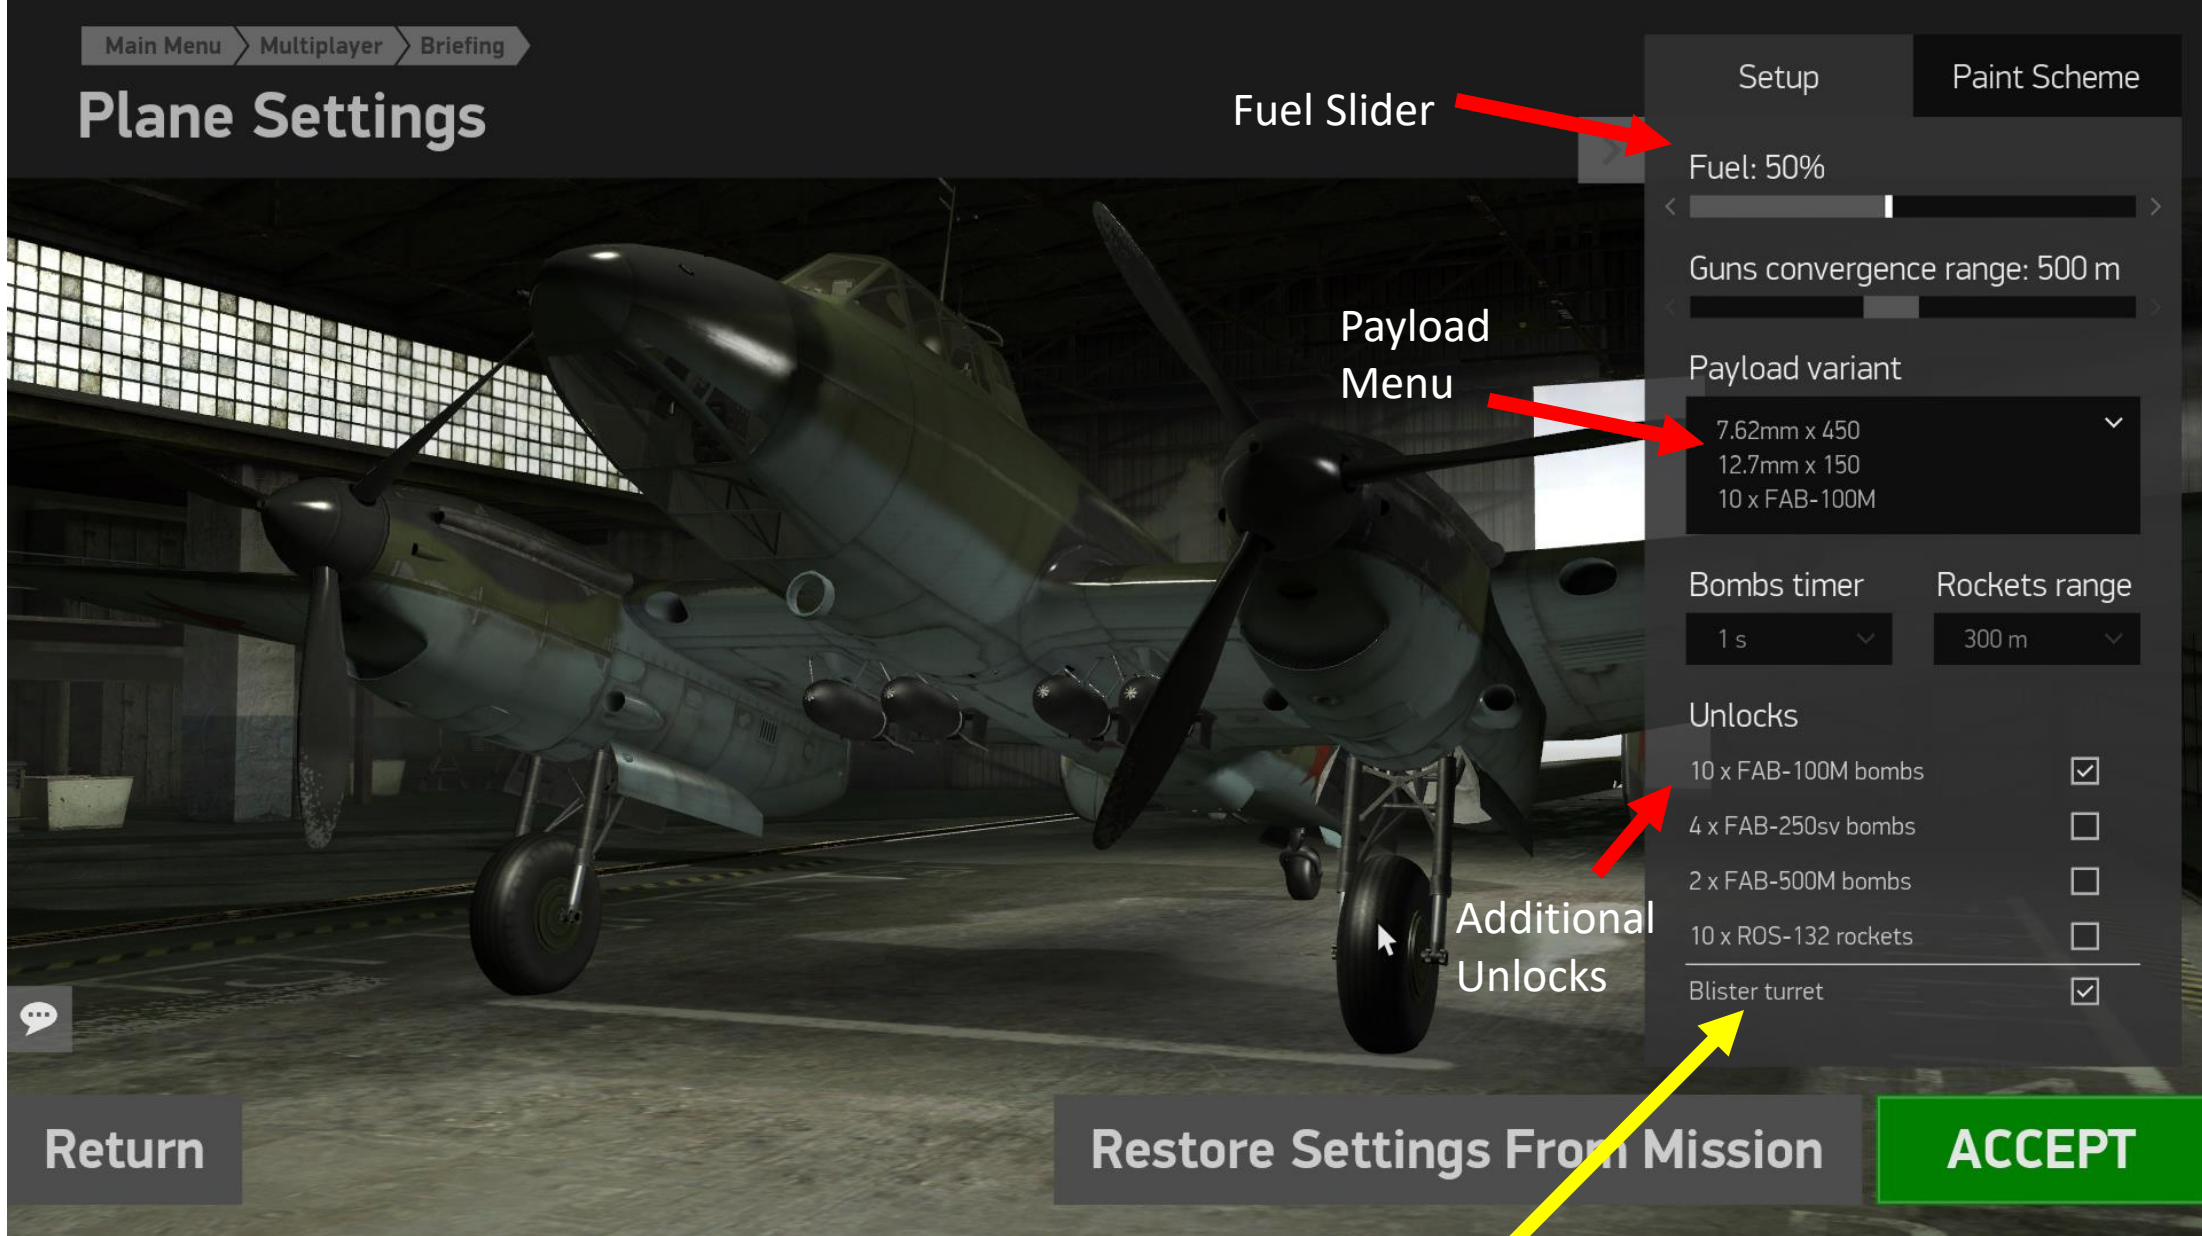 Main Menu
Multiplayer
Briefing
Plane Settings
Fuel Slider
Setup
Paint Scheme
Fuel: 50%
Guns convergence range: 500 m
Payload
Menu
Payload variant
7.62mm x 450
12.7mm x 150
10 x FAB-100M
Bombs timer
Rockets range
1 s
300 m
Unlocks
10 x FAB-100M bombs
4 x FAB-250sv bombs
2 x FAB-500M bombs
10 x ROS-132 rockets
Blister turret
Additional
Unlocks
Return
Restore Settings From Mission
ACCEPT